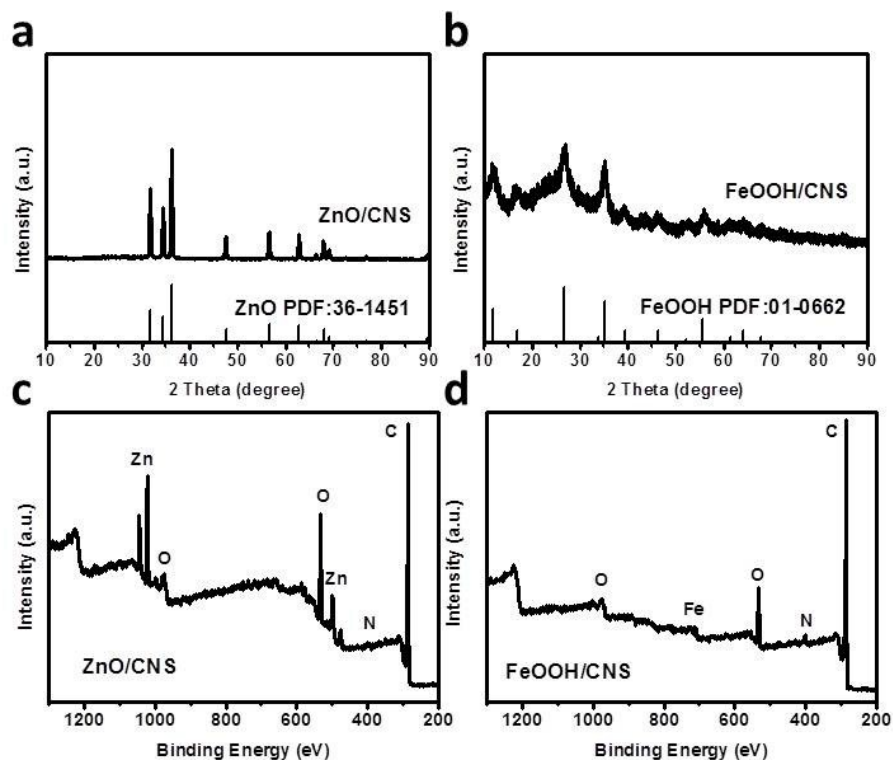 a
Intensity (a.u.)
ZnO/CNS
ZnO PDF:36-1451
10 20 30 40 50 60 70 80 90
2 Theta (degree)
b
Intensity (a.u.)
FeOOH/CNS
FeOOH PDF:01-0662
10 20 30 40 50 60 70 80 90
2 Theta (degree)
c
Intensity (a.u.)
C
Zn
O
O
Zn
N
ZnO/CNS
1200 1000 800 600 400 200
Binding Energy (eV)
d
Intensity (a.u.)
C
O
O
Fe
N
FeOOH/CNS
1200 1000 800 600 400 200
Binding Energy (eV)